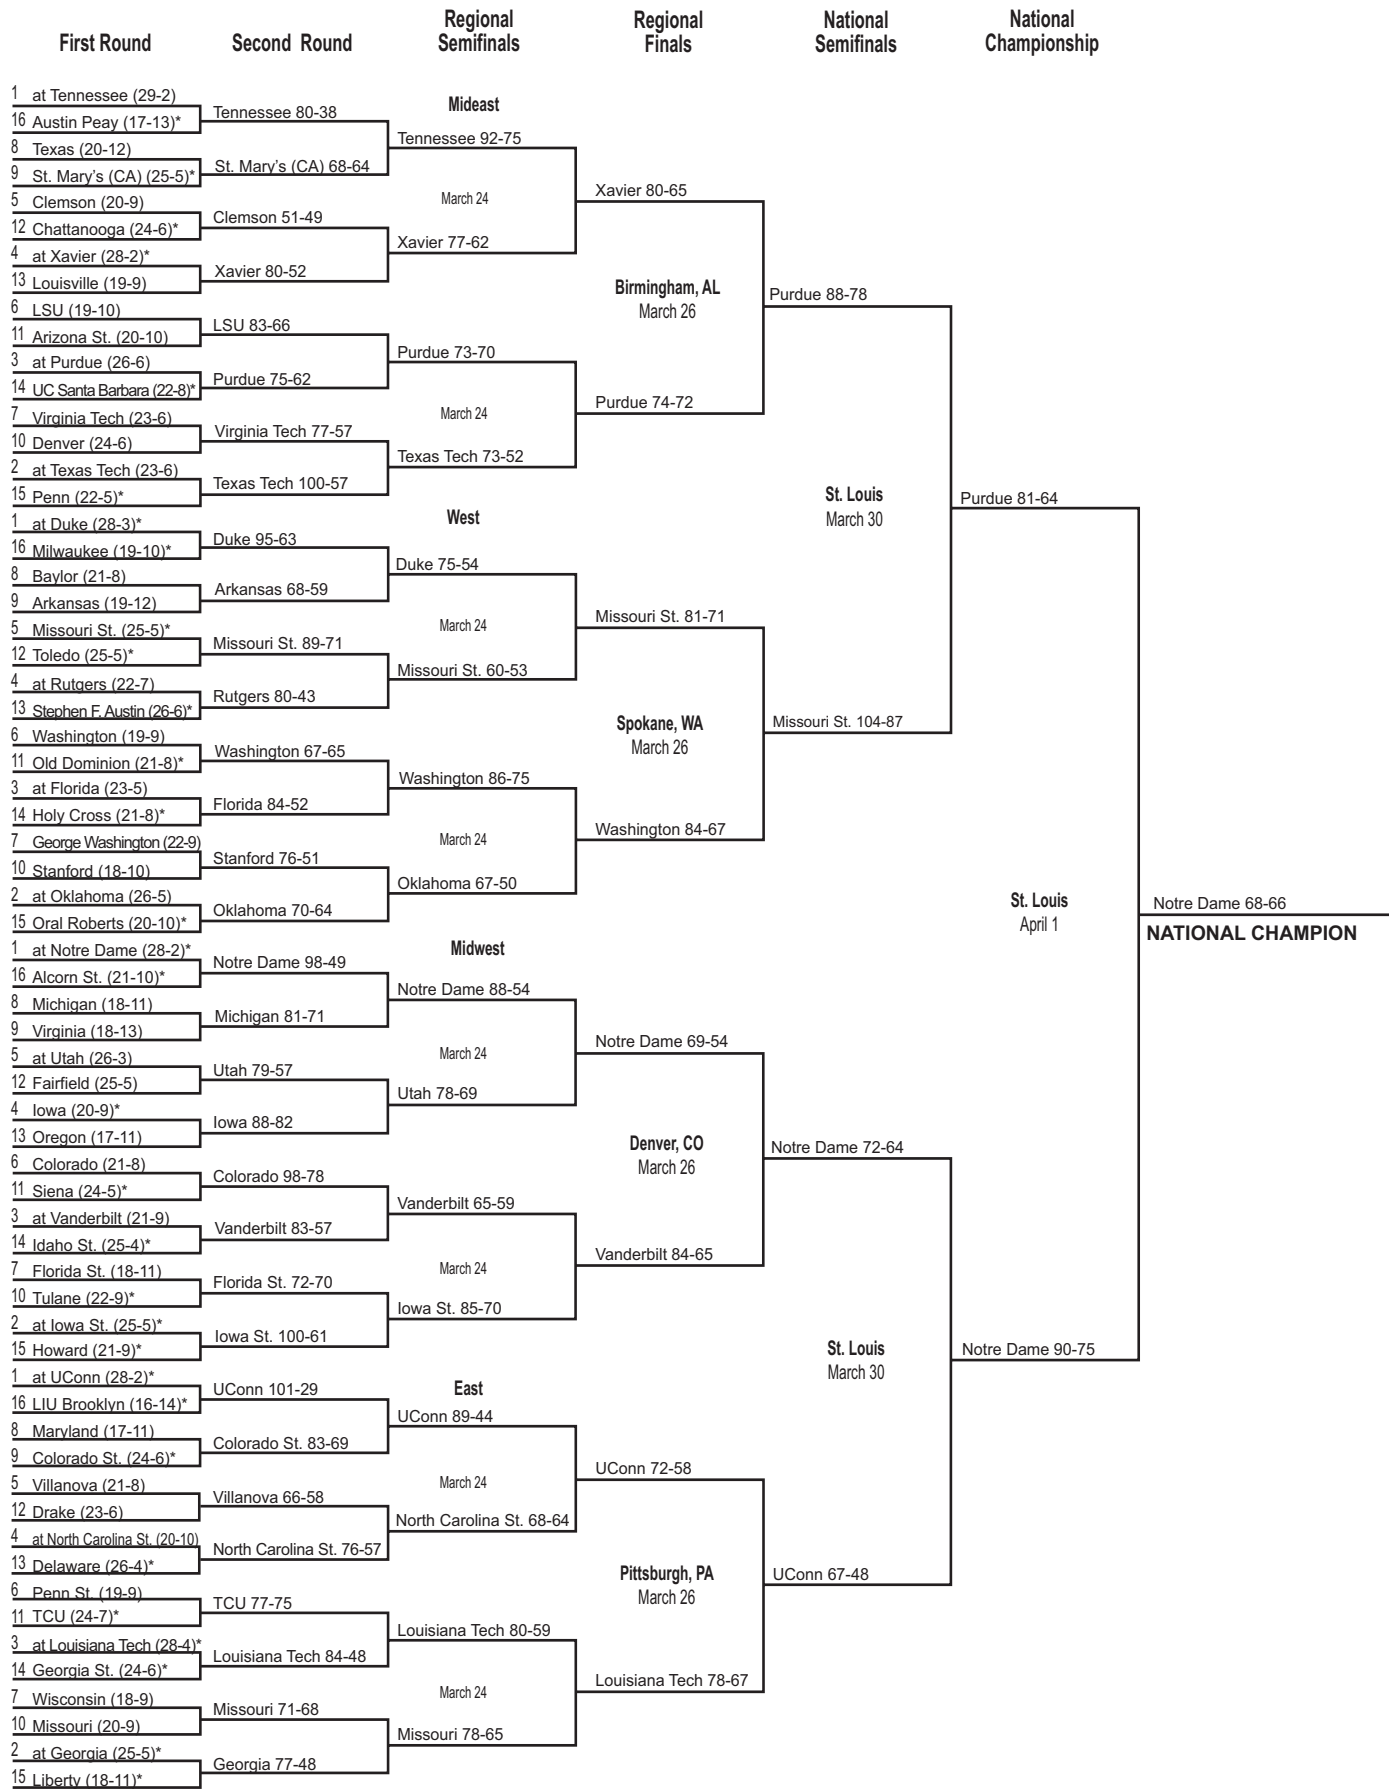 First Round
Second Round
Regional
Semifinals
Regional
Finals
National
Semifinals
National
Championship
1 at Tennessee (29-2)
16 Austin Peay (17-13)*
8 Texas (20-12)
9 St. Mary's (CA) (25-5)*
5 Clemson (20-9)
12 Chattanooga (24-6)*
4 at Xavier (28-2)*
13 Louisville (19-9)
6 LSU (19-10)
11 Arizona St. (20-10)
3 at Purdue (26-6)
14 UC Santa Barbara (22-8)*
7 Virginia Tech (23-6)
10 Denver (24-6)
2 at Texas Tech (23-6)
15 Penn (22-5)*
1 at Duke (28-3)*
16 Milwaukee (19-10)*
8 Baylor (21-8)
9 Arkansas (19-12)
5 Missouri St. (25-5)*
12 Toledo (25-5)*
4 at Rutgers (22-7)
13 Stephen F. Austin (26-6)*
6 Washington (19-9)
11 Old Dominion (21-8)*
3 at Florida (23-5)
14 Holy Cross (21-8)*
7 George Washington (22-9)
10 Stanford (18-10)
2 at Oklahoma (26-5)
15 Oral Roberts (20-10)*
1 at Notre Dame (28-2)*
16 Alcorn St. (21-10)*
8 Michigan (18-11)
9 Virginia (18-13)
5 at Utah (26-3)
12 Fairfield (25-5)
4 Iowa (20-9)*
13 Oregon (17-11)
6 Colorado (21-8)
11 Siena (24-5)*
3 at Vanderbilt (21-9)
14 Idaho St. (25-4)*
7 Florida St. (18-11)
10 Tulane (22-9)*
2 at Iowa St. (25-5)*
15 Howard (21-9)*
1 at UConn (28-2)*
16 LIU Brooklyn (16-14)*
8 Maryland (17-11)
9 Colorado St. (24-6)*
5 Villanova (21-8)
12 Drake (23-6)
4 at North Carolina St. (20-10)
13 Delaware (26-4)*
6 Penn St. (19-9)
11 TCU (24-7)*
3 at Louisiana Tech (28-4)*
14 Georgia St. (24-6)*
7 Wisconsin (18-9)
10 Missouri (20-9)
2 at Georgia (25-5)*
15 Liberty (18-11)*
Tennessee 80-38
St. Mary's (CA) 68-64
Clemson 51-49
Xavier 80-52
LSU 83-66
Purdue 75-62
Virginia Tech 77-57
Texas Tech 100-57
Duke 95-63
Arkansas 68-59
Missouri St. 89-71
Rutgers 80-43
Washington 67-65
Florida 84-52
Stanford 76-51
Oklahoma 70-64
Notre Dame 98-49
Michigan 81-71
Utah 79-57
Iowa 88-82
Colorado 98-78
Vanderbilt 83-57
Florida St. 72-70
Iowa St. 100-61
UConn 101-29
Colorado St. 83-69
Villanova 66-58
North Carolina St. 76-57
TCU 77-75
Louisiana Tech 84-48
Missouri 71-68
Georgia 77-48
Mideast
Tennessee 92-75
March 24
Xavier 77-62
Purdue 73-70
March 24
Texas Tech 73-52
West
Duke 75-54
March 24
Missouri St. 60-53
Washington 86-75
March 24
Oklahoma 67-50
Midwest
Notre Dame 88-54
March 24
Utah 78-69
Vanderbilt 65-59
March 24
Iowa St. 85-70
East
UConn 89-44
March 24
North Carolina St. 68-64
Louisiana Tech 80-59
March 24
Missouri 78-65
Xavier 80-65
Birmingham, AL
March 26
Purdue 74-72
Missouri St. 81-71
Spokane, WA
March 26
Washington 84-67
Notre Dame 69-54
Denver, CO
March 26
Vanderbilt 84-65
UConn 72-58
Pittsburgh, PA
March 26
Louisiana Tech 78-67
Purdue 88-78
St. Louis
March 30
Missouri St. 104-87
Notre Dame 72-64
St. Louis
March 30
UConn 67-48
Purdue 81-64
St. Louis
April 1
Notre Dame 90-75
Notre Dame 68-66
NATIONAL CHAMPION